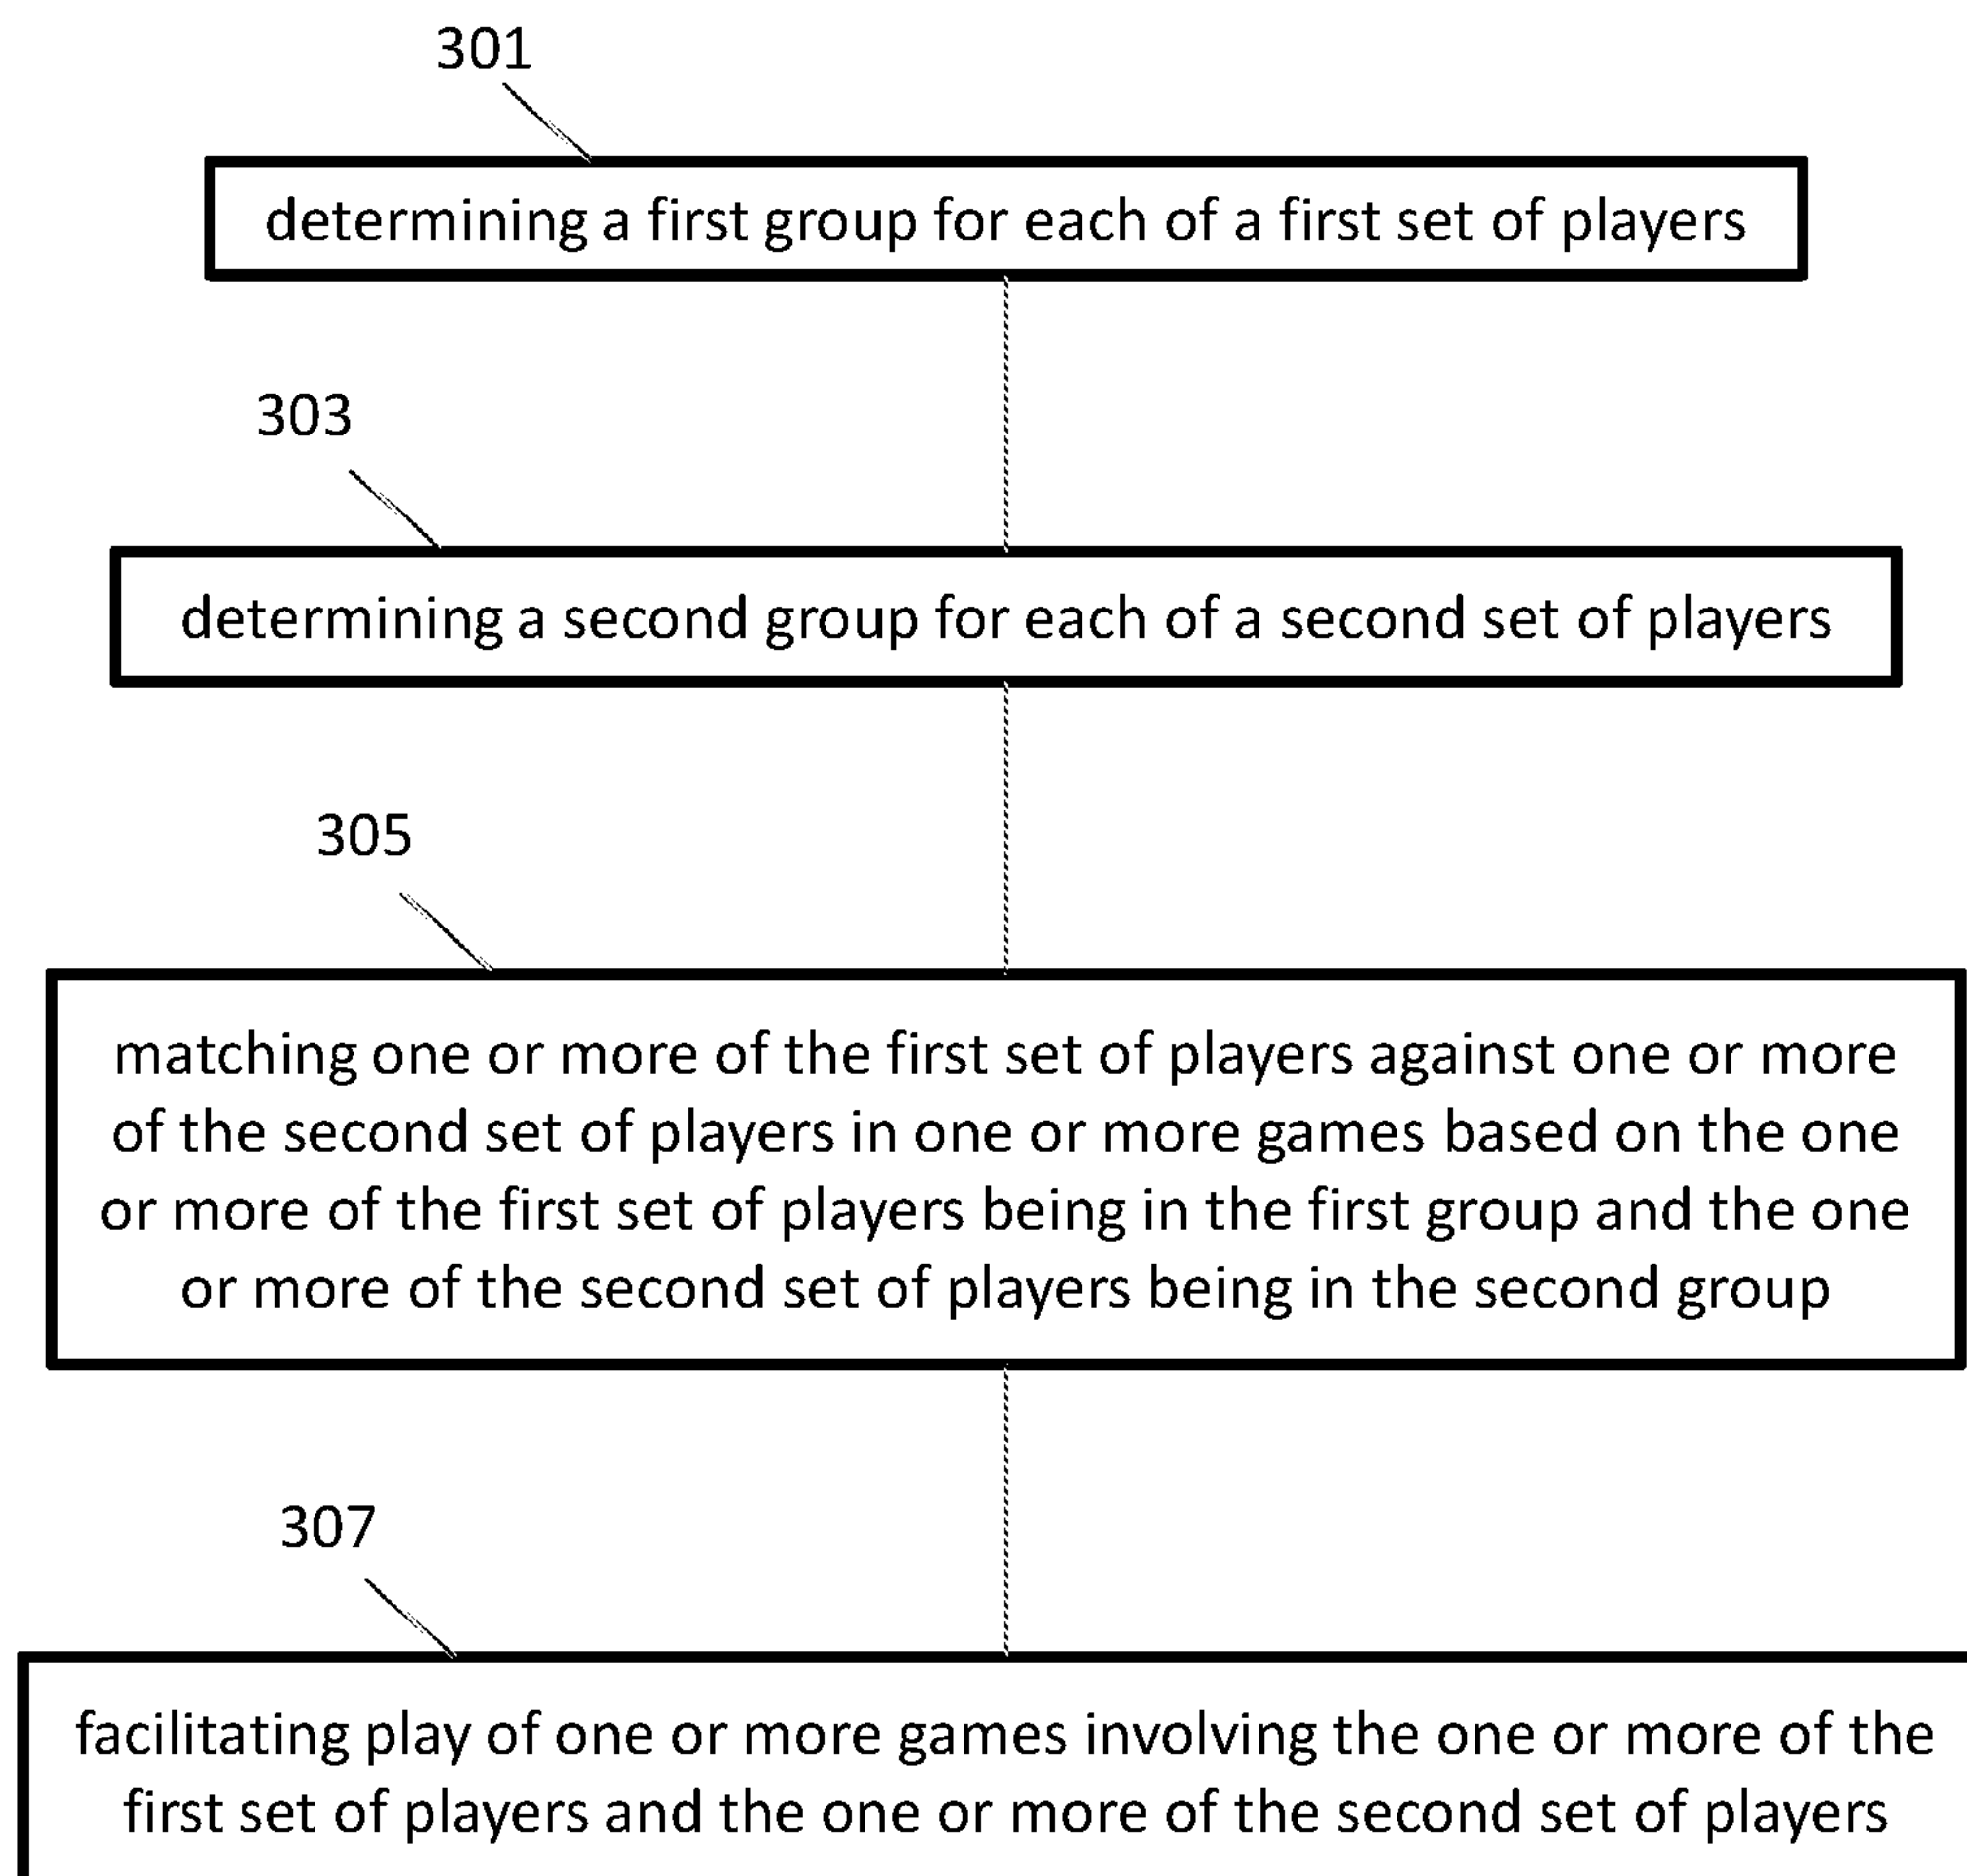 301
determining a first group for each of a first set of players
303
determining a second group for each of a second set of players
305
matching one or more of the first set of players against one or more
of the second set of players in one or more games based on the one
or more of the first set of players being in the first group and the one
or more of the second set of players being in the second group
307
facilitating play of one or more games involving the one or more of the
first set of players and the one or more of the second set of players